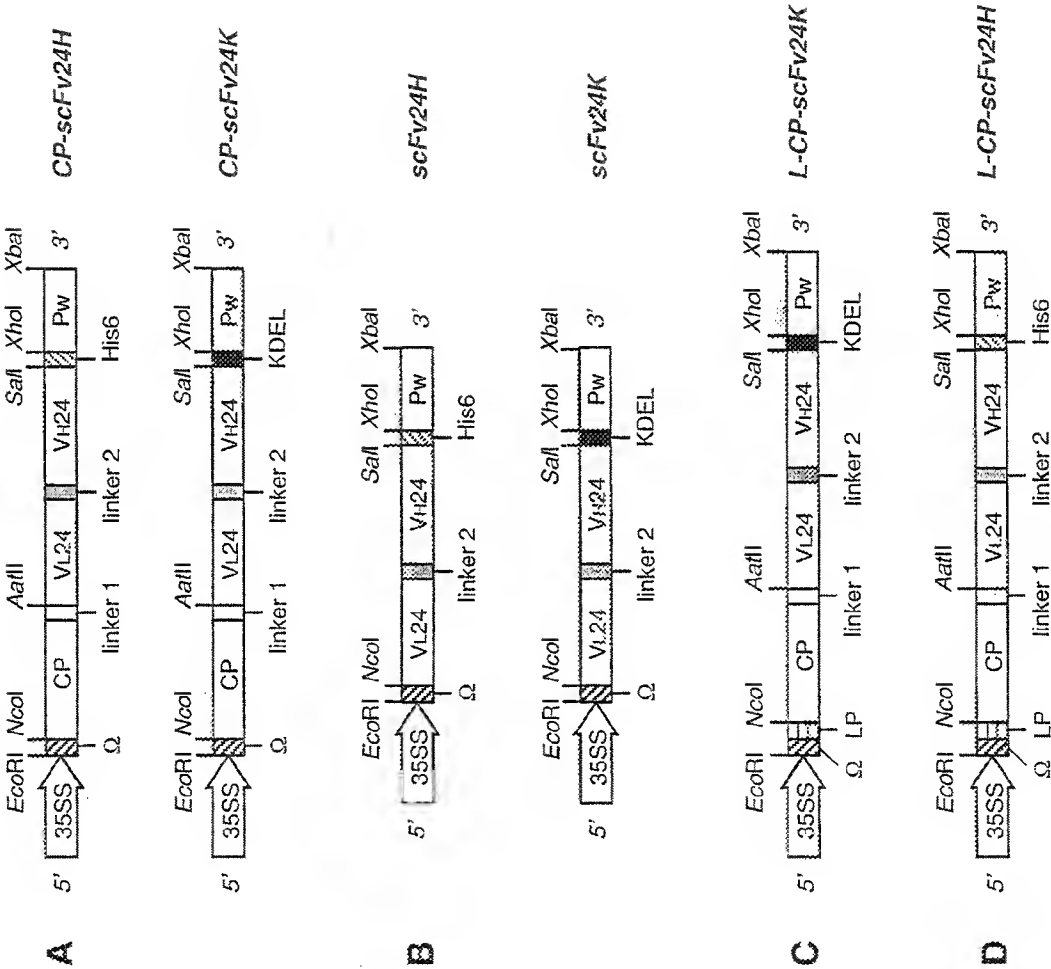 A
EcoRI NcoI AatII SalI XhoI XbaI
5' 35SS CP VL24 VH24 Pw 3' CP-scFv24H
Ω linker 1 linker 2 His6
EcoRI NcoI AatII SalI XhoI XbaI
5' 35SS CP VL24 VH24 Pw 3' CP-scFv24K
Ω linker 1 linker 2 KDEL
B
EcoRI NcoI SalI XhoI XbaI
5' 35SS VL24 VH24 Pw 3' scFv24H
Ω linker 2 His6
EcoRI NcoI SalI XhoI XbaI
5' 35SS VL24 VH24 Pw 3' scFv24K
Ω linker 2 KDEL
C
EcoRI NcoI AatII SalI XhoI XbaI
5' 35SS CP VL24 VH24 Pw 3' L-CP-scFv24K
Ω LP linker 1 linker 2 KDEL
D
EcoRI NcoI AatII SalI XhoI XbaI
5' 35SS CP VL24 VH24 Pw 3' L-CP-scFv24H
Ω LP linker 1 linker 2 His6